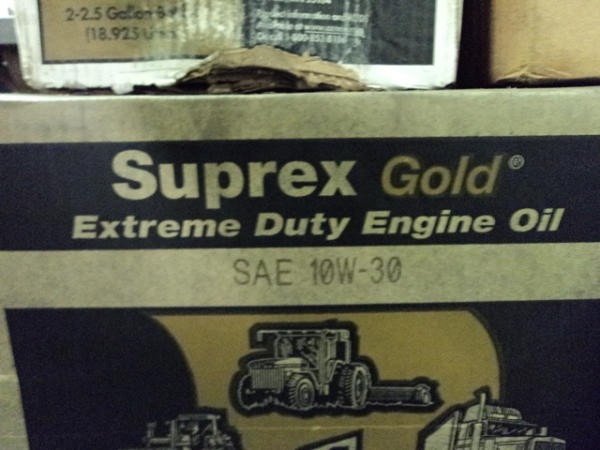 2-2.5 Gallon
(18.925
Suprex Gold®
Extreme Duty Engine Oil
SAE 10W-30